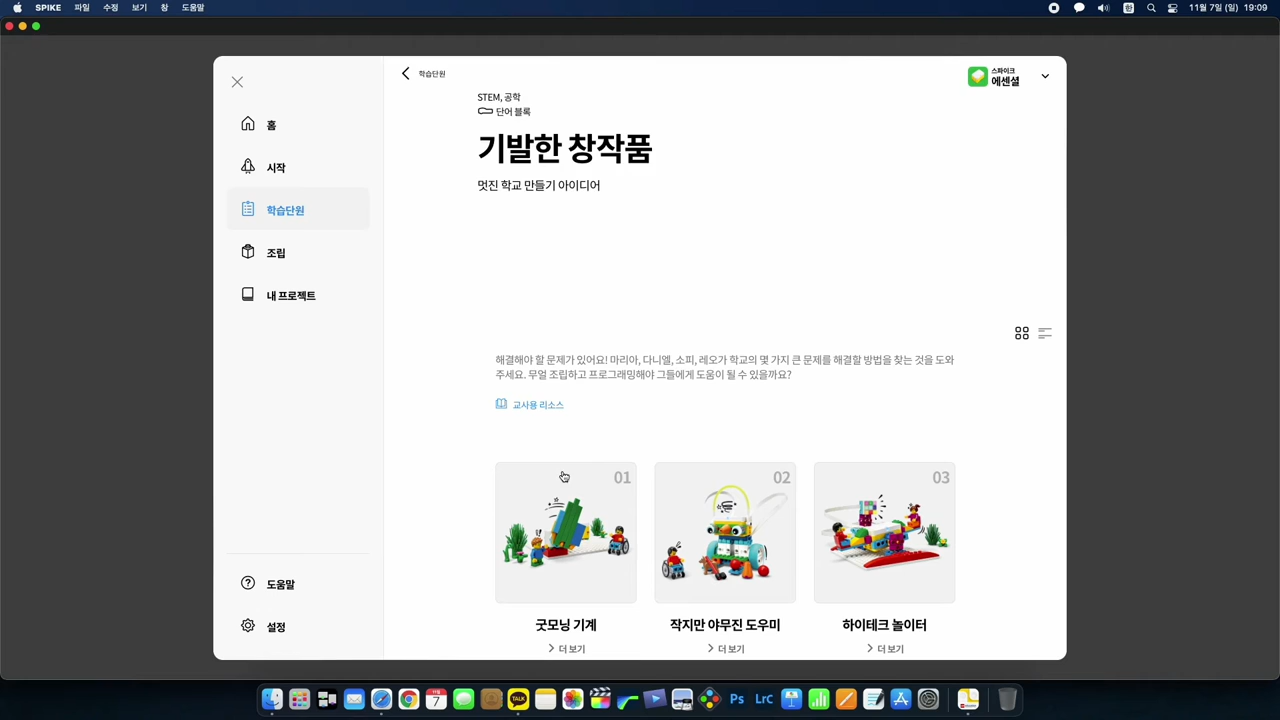 SPIKE 파일 수정 보기 창 도움말
한 11월 7일 (일) 19:09
학습단원
스파이크
에센셜
홈
시작
학습단원
조립
내 프로젝트
도움말
설정
STEM, 공학
단어 블록
기발한 창작품
멋진 학교 만들기 아이디어
해결해야 할 문제가 있어요! 마리아, 다니엘, 소피, 레오가 학교의 몇 가지 큰 문제를 해결할 방법을 찾는 것을 도와
주세요. 무얼 조립하고 프로그래밍해야 그들에게 도움이 될 수 있을까요?
교사용 리소스
01 02 03
굿모닝 기계 작지만 야무진 도우미 하이테크 놀이터
더 보기 더 보기 더 보기
11월
7
TALK
Ps
LrC